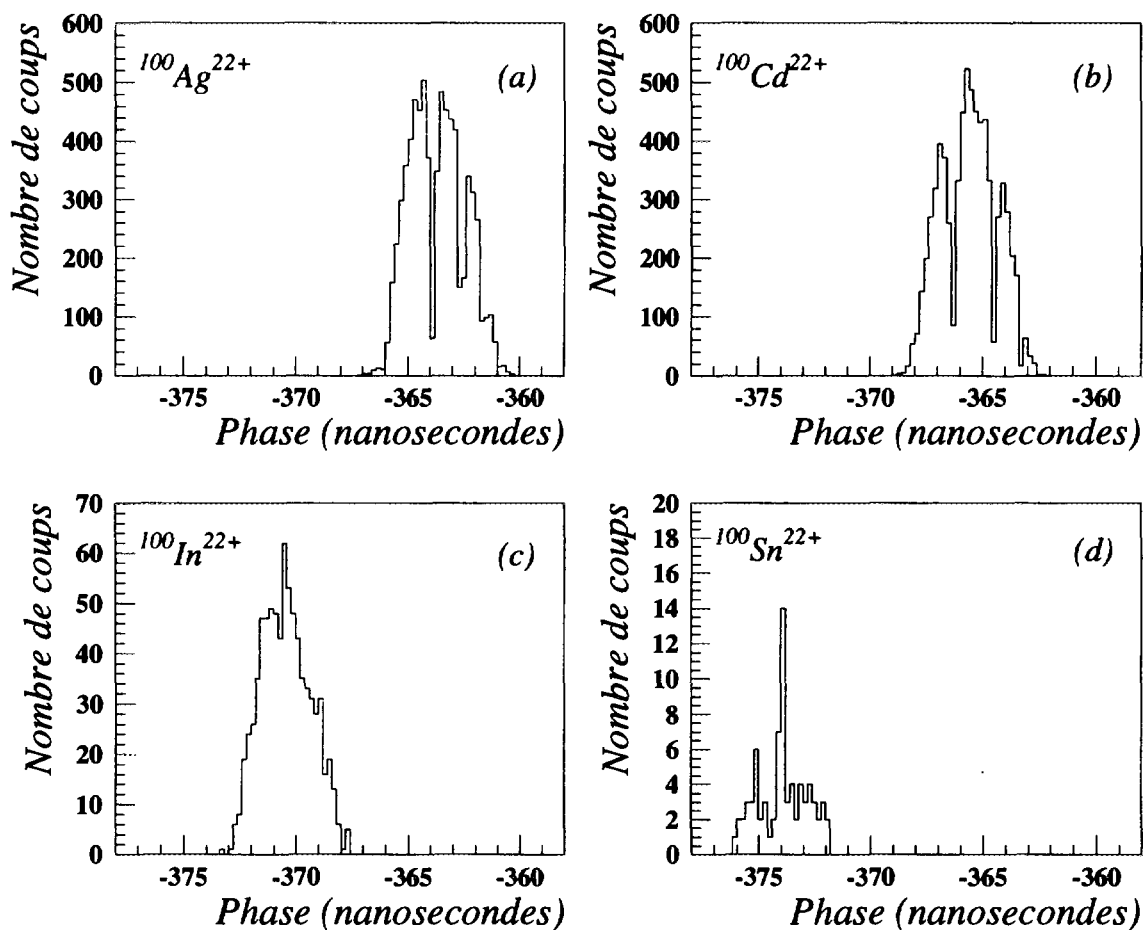 Nombre de coups
600
500
400
300
200
100
0
¹⁰⁰Ag²²⁺
(a)
-375 -370 -365 -360
Phase (nanosecondes)
Nombre de coups
600
500
400
300
200
100
0
¹⁰⁰Cd²²⁺
(b)
-375 -370 -365 -360
Phase (nanosecondes)
Nombre de coups
70
60
50
40
30
20
10
0
¹⁰⁰In²²⁺
(c)
-375 -370 -365 -360
Phase (nanosecondes)
Nombre de coups
20
18
16
14
12
10
8
6
4
2
0
¹⁰⁰Sn²²⁺
(d)
-375 -370 -365 -360
Phase (nanosecondes)